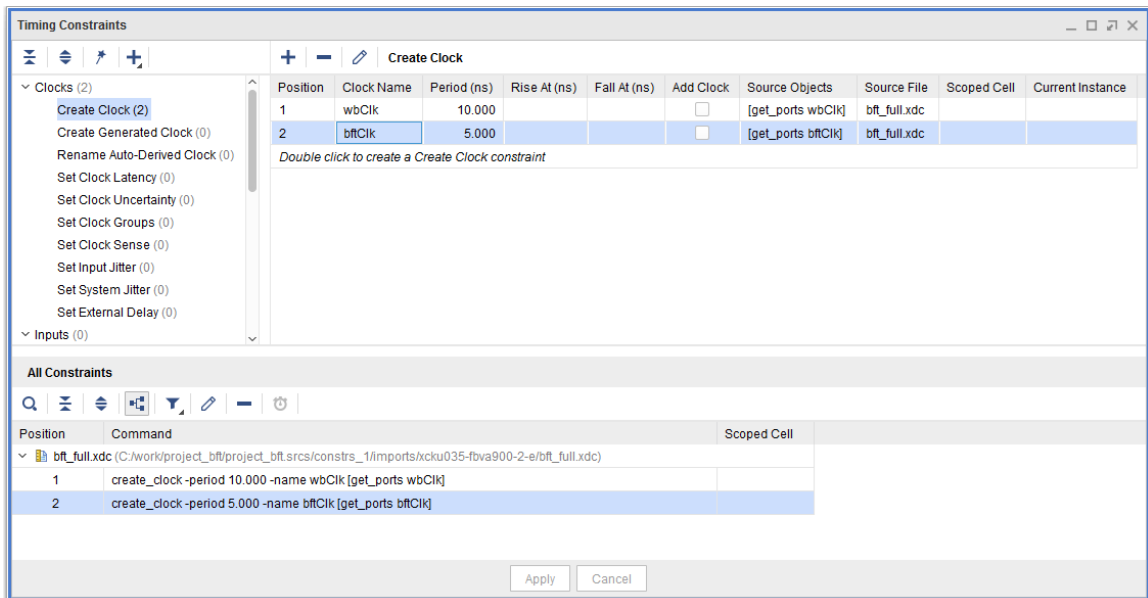 Timing Constraints
Create Clock
Clocks (2)
Create Clock (2)
Create Generated Clock (0)
Rename Auto-Derived Clock (0)
Set Clock Latency (0)
Set Clock Uncertainty (0)
Set Clock Groups (0)
Set Clock Sense (0)
Set Input Jitter (0)
Set System Jitter (0)
Set External Delay (0)
Inputs (0)
Position Clock Name Period (ns) Rise At (ns) Fall At (ns) Add Clock Source Objects Source File Scoped Cell Current Instance
1 wbClk 10.000 [get_ports wbClk] bft_full.xdc
2 bftClk 5.000 [get_ports bftClk] bft_full.xdc
Double click to create a Create Clock constraint
All Constraints
Position Command Scoped Cell
bft_full.xdc (C:/work/project_bft/project_bft.srcs/constrs_1/imports/xcku035-fbva900-2-e/bft_full.xdc)
1 create_clock -period 10.000 -name wbClk [get_ports wbClk]
2 create_clock -period 5.000 -name bftClk [get_ports bftClk]
Apply Cancel